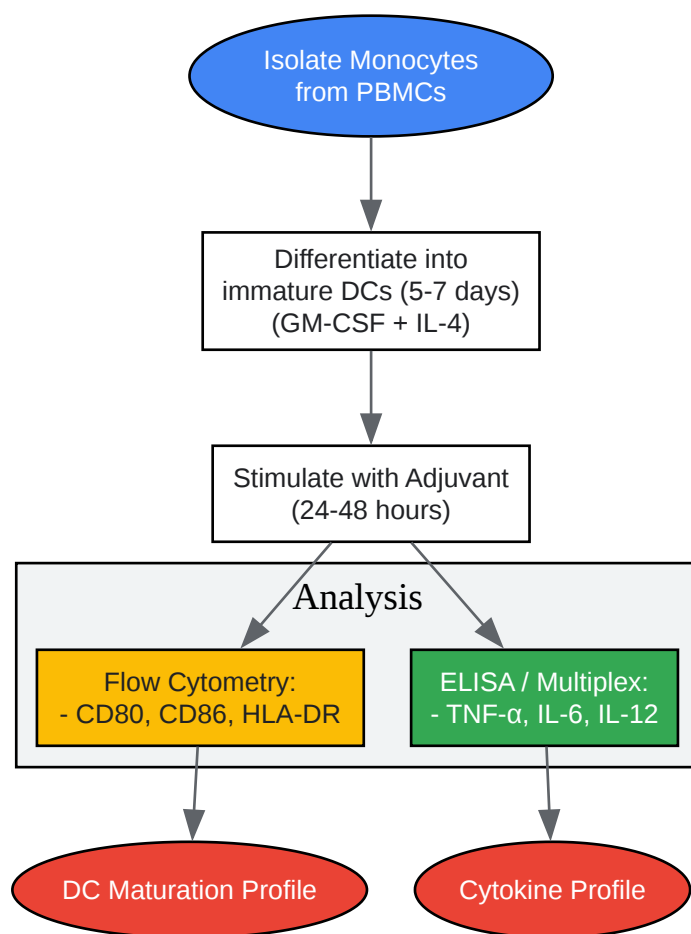 Isolate Monocytes
from PBMCs
Differentiate into
immature DCs (5-7 days)
(GM-CSF + IL-4)
Stimulate with Adjuvant
(24-48 hours)
Analysis
Flow Cytometry:
- CD80, CD86, HLA-DR
ELISA / Multiplex:
- TNF-α, IL-6, IL-12
DC Maturation Profile
Cytokine Profile